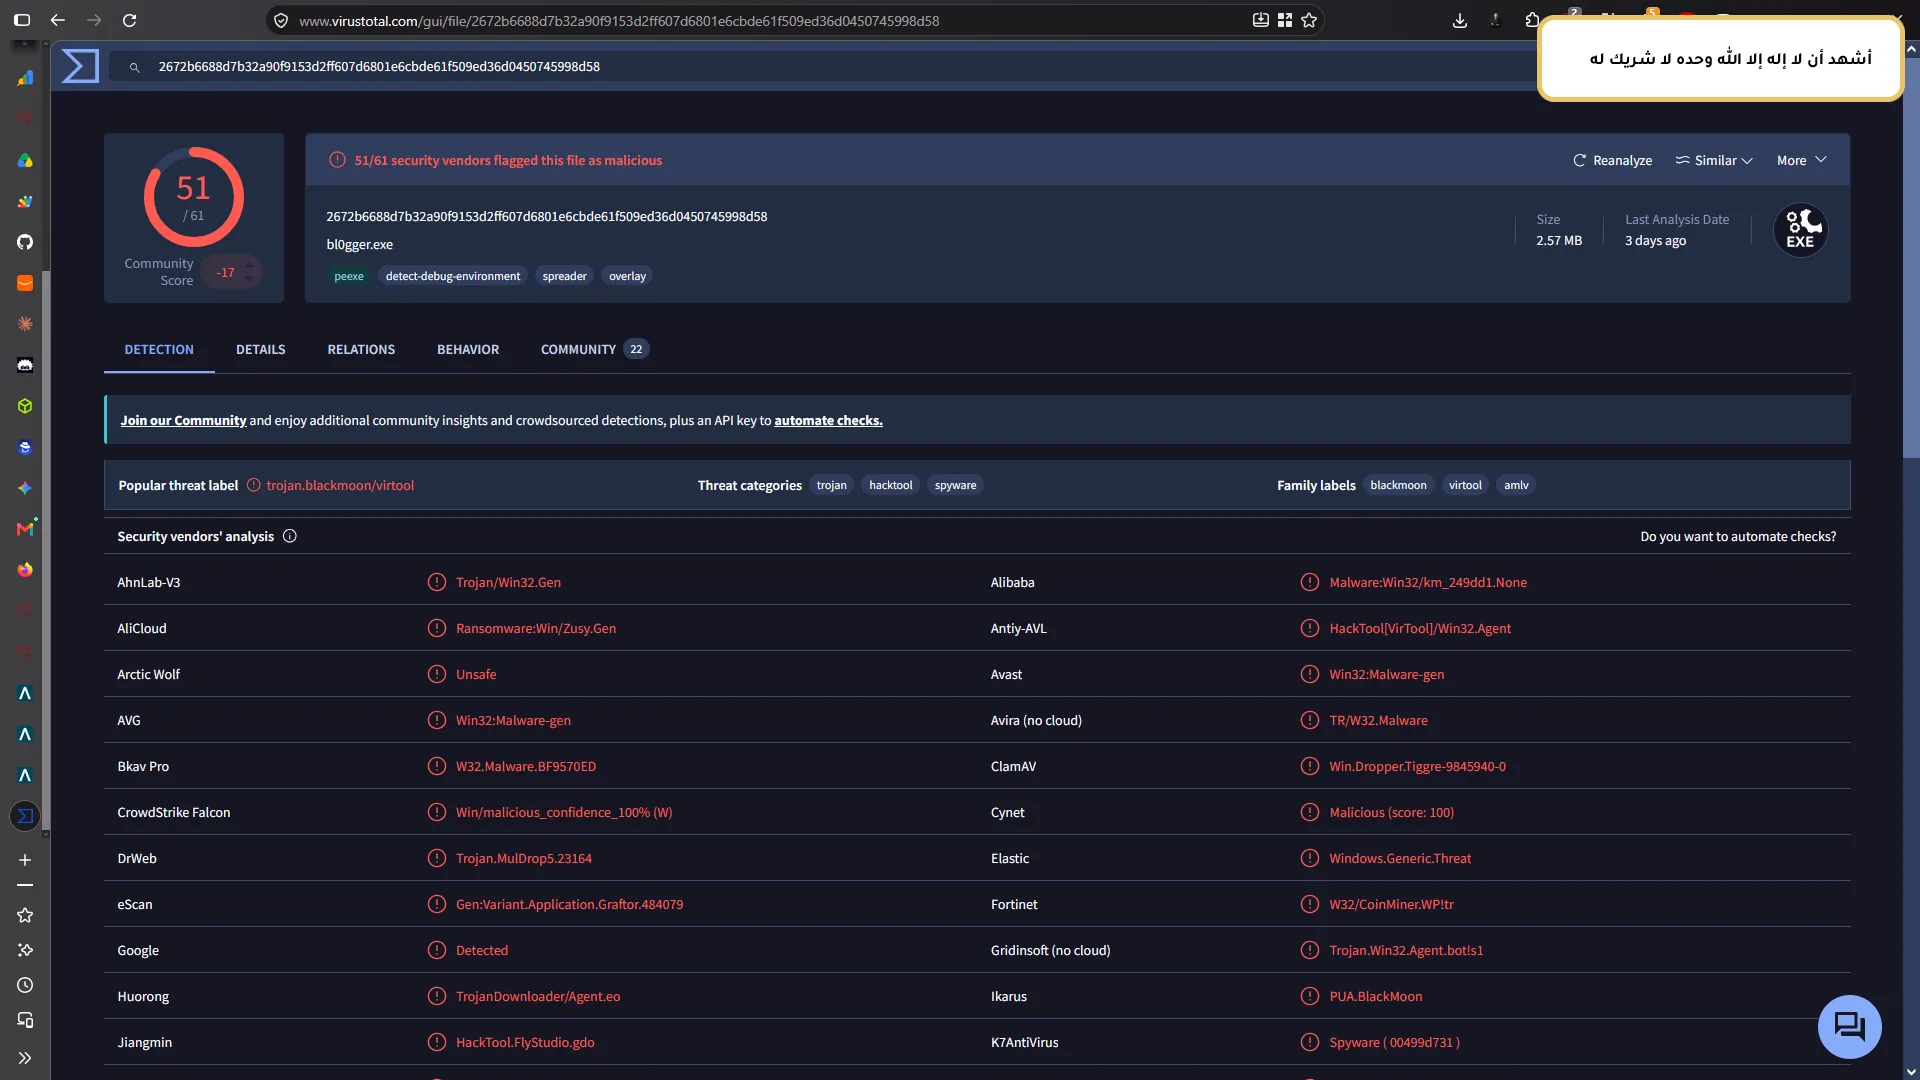 www.virustotal.com/gui/file/2672b6688d7b32a90f9153d2ff607d6801e6cbde61f509ed36d0450745998d58
2
5
أشهد أن لا إله إلا الله وحده لا شريك له
2672b6688d7b32a90f9153d2ff607d6801e6cbde61f509ed36d0450745998d58
51
/ 61
Community Score
-17
51/61 security vendors flagged this file as malicious
Reanalyze
Similar
More
2672b6688d7b32a90f9153d2ff607d6801e6cbde61f509ed36d0450745998d58
bl0gger.exe
peexe
detect-debug-environment
spreader
overlay
Size
2.57 MB
Last Analysis Date
3 days ago
EXE
DETECTION
DETAILS
RELATIONS
BEHAVIOR
COMMUNITY 22
Join our Community and enjoy additional community insights and crowdsourced detections, plus an API key to automate checks.
Popular threat label trojan.blackmoon/virtool
Threat categories trojan hacktool spyware
Family labels blackmoon virtool amlv
Security vendors' analysis
Do you want to automate checks?
AhnLab-V3 Trojan/Win32.Gen
Alibaba Malware:Win32/km_249dd1.None
AliCloud Ransomware:Win/Zusy.Gen
Antiy-AVL HackTool[VirTool]/Win32.Agent
Arctic Wolf Unsafe
Avast Win32:Malware-gen
AVG Win32:Malware-gen
Avira (no cloud) TR/W32.Malware
Bkav Pro W32.Malware.BF9570ED
ClamAV Win.Dropper.Tiggre-9845940-0
CrowdStrike Falcon Win/malicious_confidence_100% (W)
Cynet Malicious (score: 100)
DrWeb Trojan.MulDrop5.23164
Elastic Windows.Generic.Threat
eScan Gen:Variant.Application.Graftor.484079
Fortinet W32/CoinMiner.WP!tr
Google Detected
Gridinsoft (no cloud) Trojan.Win32.Agent.bot!s1
Huorong TrojanDownloader/Agent.eo
Ikarus PUA.BlackMoon
Jiangmin HackTool.FlyStudio.gdo
K7AntiVirus Spyware ( 00499d731 )